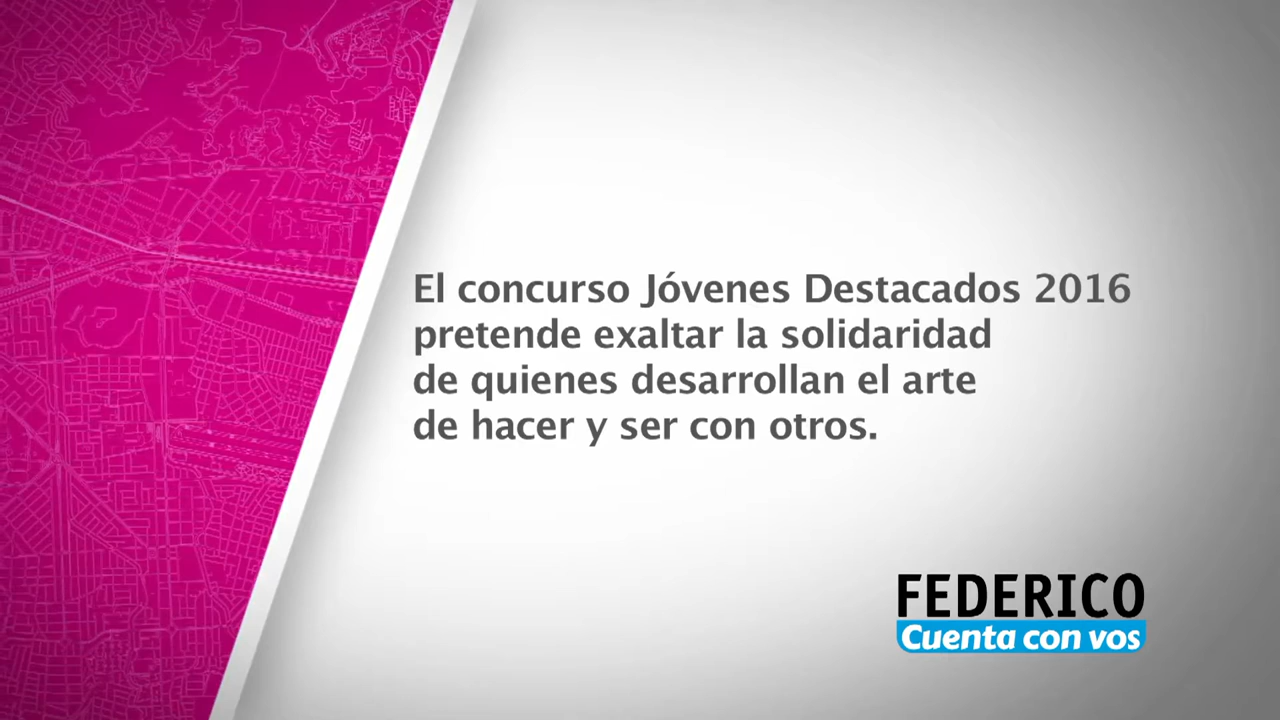 El concurso Jóvenes Destacados 2016
pretende exaltar la solidaridad
de quienes desarrollan el arte
de hacer y ser con otros.
FEDERICO
Cuenta con vos